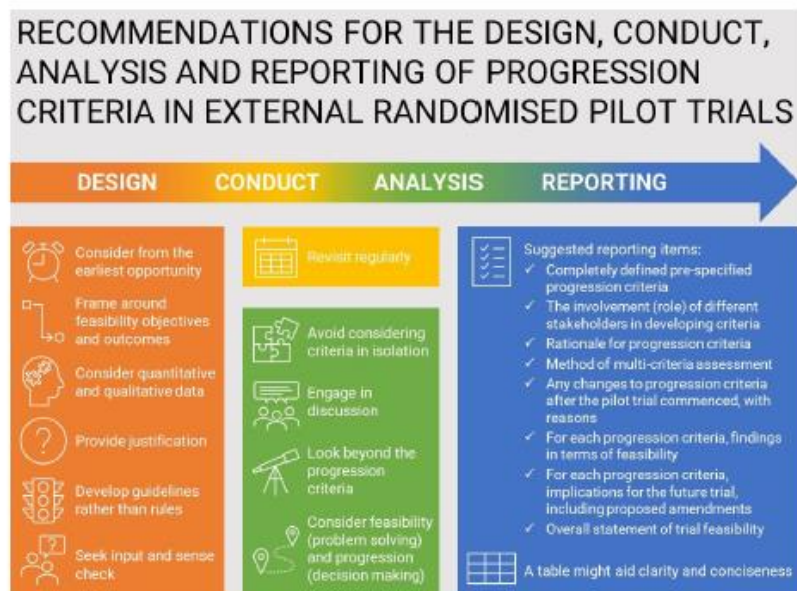 RECOMMENDATIONS FOR THE DESIGN, CONDUCT,
ANALYSIS AND REPORTING OF PROGRESSION
CRITERIA IN EXTERNAL RANDOMISED PILOT TRIALS
DESIGN CONDUCT ANALYSIS REPORTING
Consider from the
earliest opportunity
Frame around
feasibility objectives
and outcomes
Consider quantitative
and qualitative data
Provide justification
Develop guidelines
rather than rules
Seek input and sense
check
Revisit regularly
Avoid considering
criteria in isolation
Engage in
discussion
Look beyond the
progression
criteria
Consider feasibility
(problem solving)
and progression
(decision making)
Suggested reporting items:
✓ Completely defined pre-specified
progression criteria
✓ The involvement (role) of different
stakeholders in developing criteria
✓ Rationale for progression criteria
✓ Method of multi-criteria assessment
✓ Any changes to progression criteria
after the pilot trial commenced, with
reasons
✓ For each progression criteria, findings
in terms of feasibility
✓ For each progression criteria,
implications for the future trial,
including proposed amendments
✓ Overall statement of trial feasibility
A table might aid clarity and conciseness